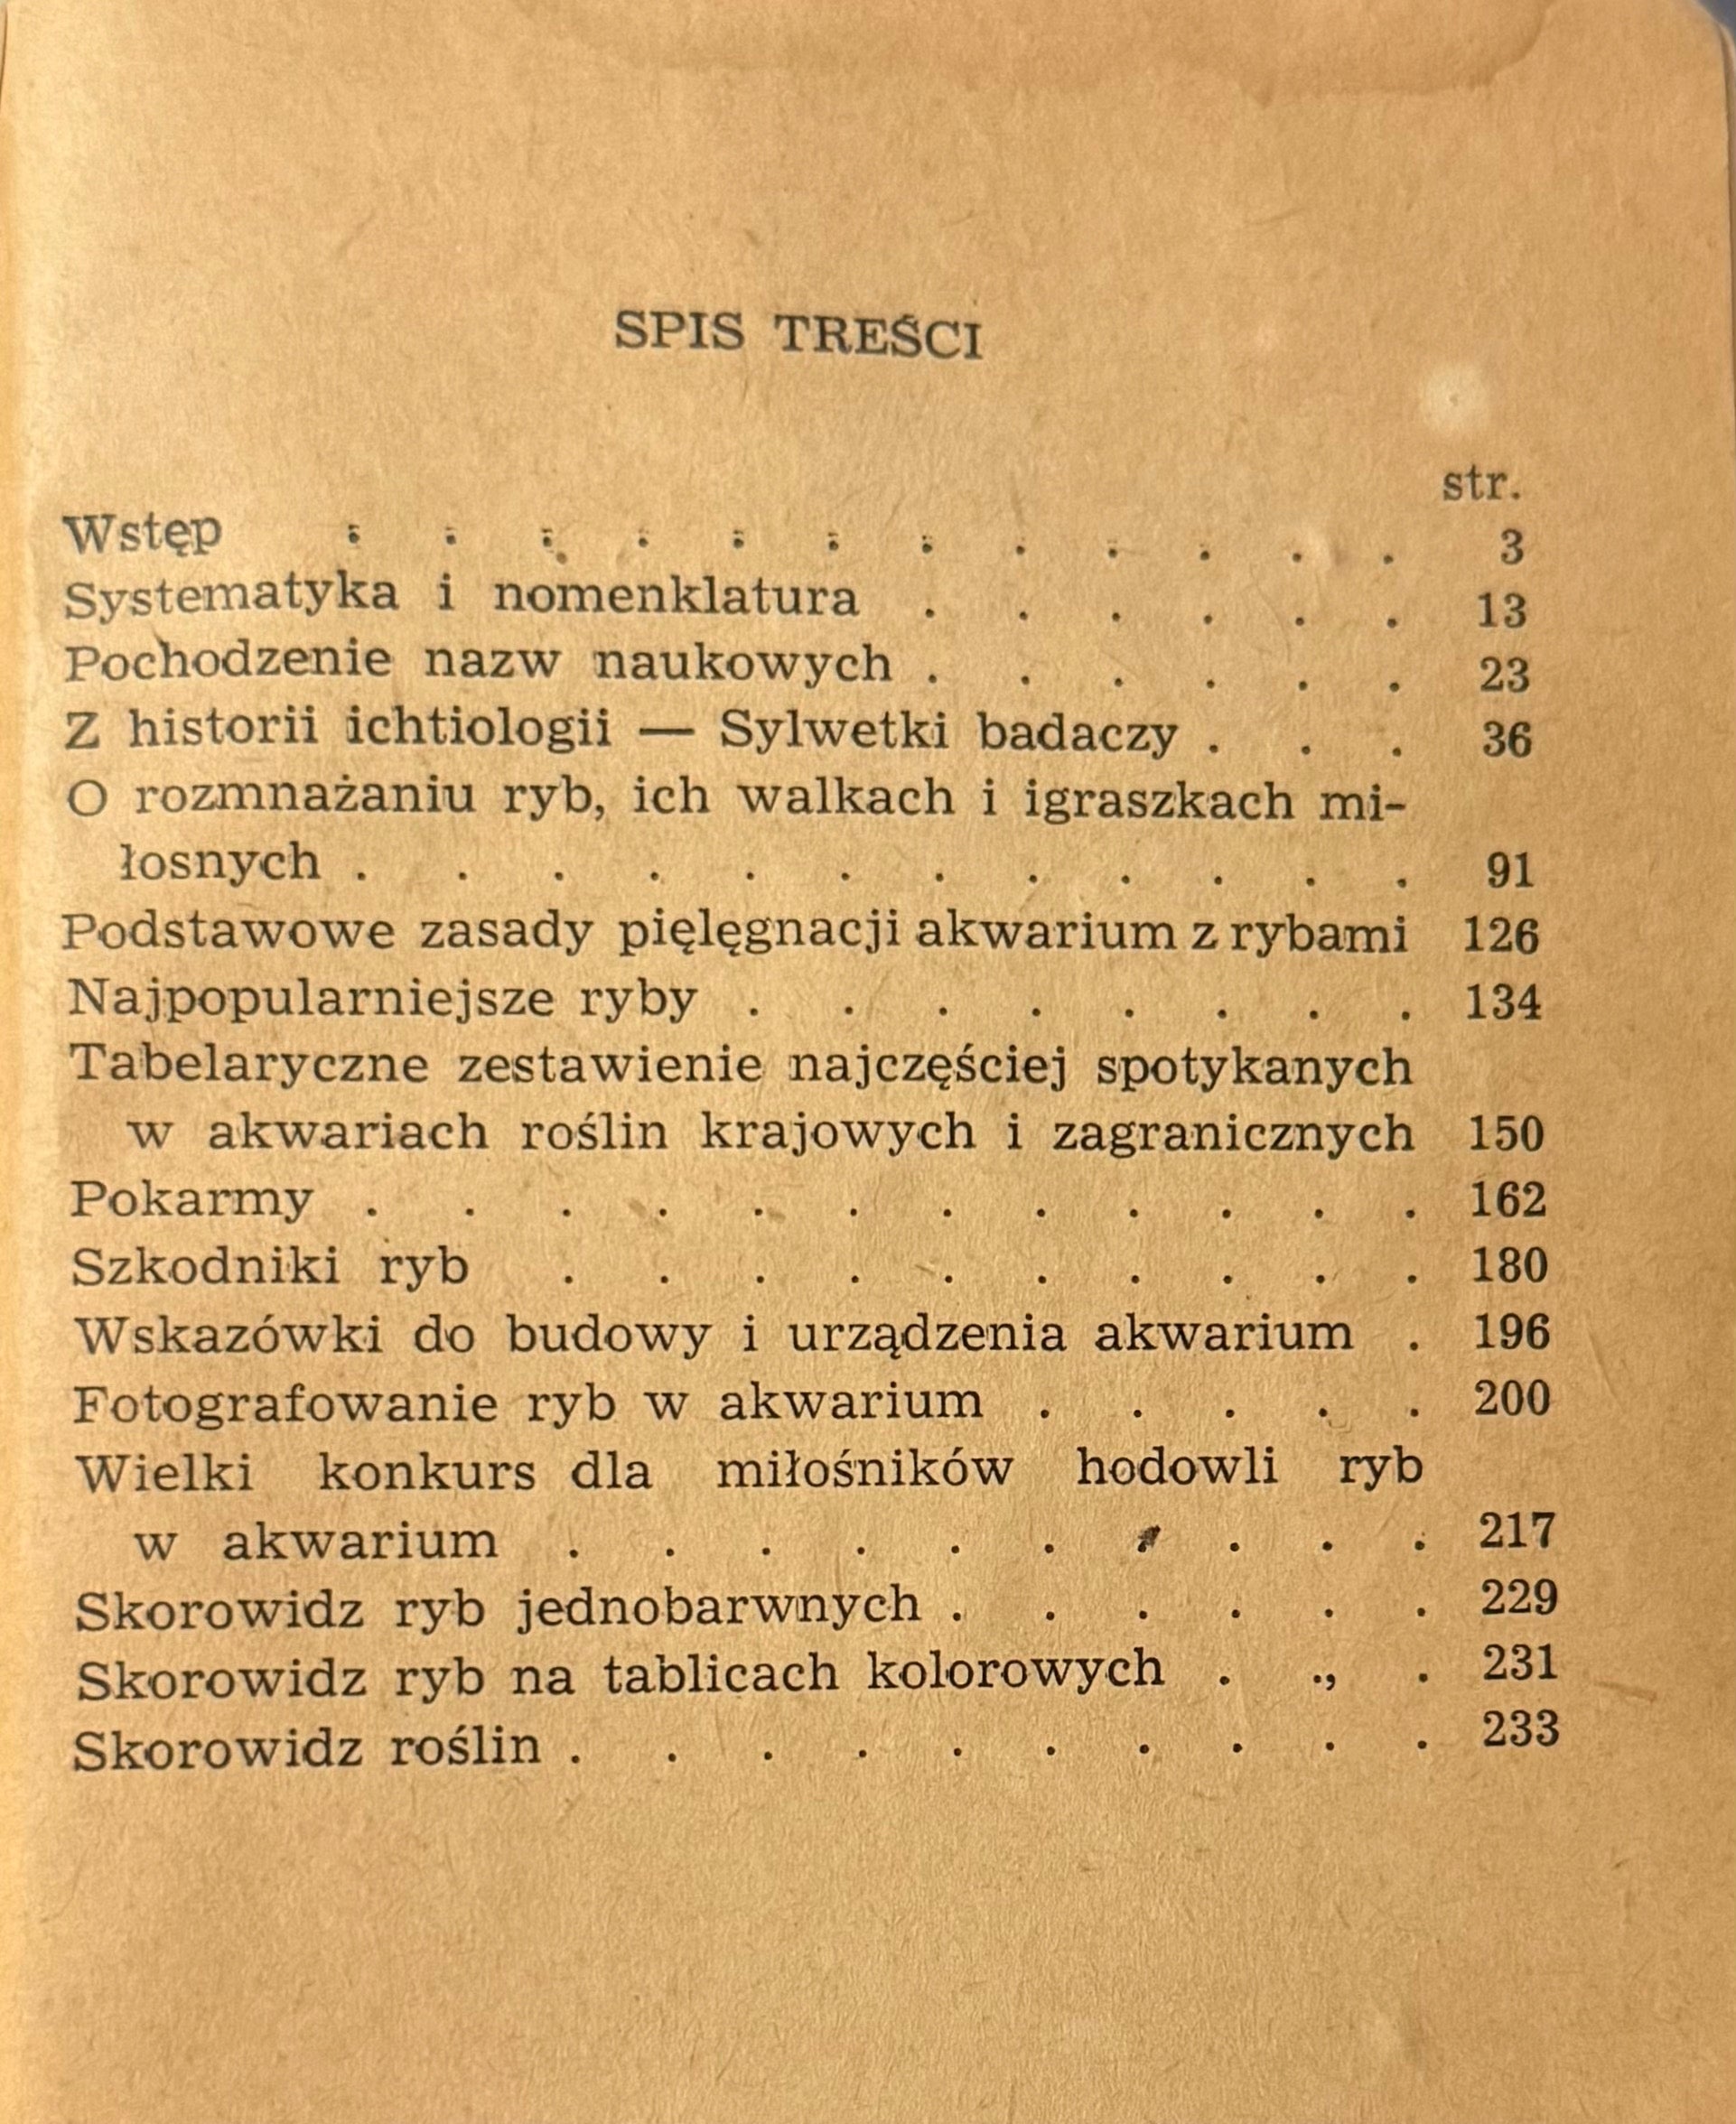 SPIS TREŚCI
str.
Wstęp . . . . . . . . . . . . 3
Systematyka i nomenklatura . . . . . . 13
Pochodzenie nazw naukowych . . . . . . 23
Z historii ichtiologii — Sylwetki badaczy . . . 36
O rozmnażaniu ryb, ich walkach i igraszkach mi-
łosnych . . . . . . . . . . . . 91
Podstawowe zasady pięlęgnacji akwarium z rybami 126
Najpopularniejsze ryby . . . . . . . . 134
Tabelaryczne zestawienie najczęściej spotykanych
w akwariach roślin krajowych i zagranicznych 150
Pokarmy . . . . . . . . . . . . 162
Szkodniki ryb . . . . . . . . . . 180
Wskazówki do budowy i urządzenia akwarium . 196
Fotografowanie ryb w akwarium . . . . . 200
Wielki konkurs dla miłośników hodowli ryb
w akwarium . . . . . . . . . . 217
Skorowidz ryb jednobarwnych . . . . . . 229
Skorowidz ryb na tablicach kolorowych . ., . 231
Skorowidz roślin . . . . . . . . . . 233